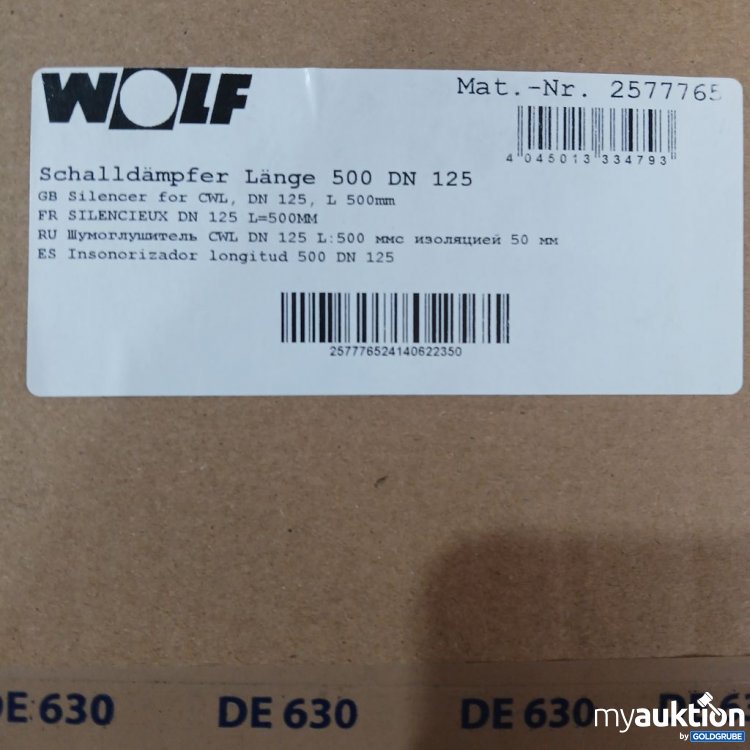 WOLF
Mat.-Nr. 2577765
4 045013 334793
Schalldämpfer Länge 500 DN 125
GB Silencer for CWL, DN 125, L 500mm
FR SILENCIEUX DN 125 L=500MM
RU Шумоглушитель CWL DN 125 L:500 ммс изоляцией 50 мм
ES Insonorizador longitud 500 DN 125
257776524140622350
DE 630 DE 630 DE 630 DE 63
myauktion
by GOLDGRUBE